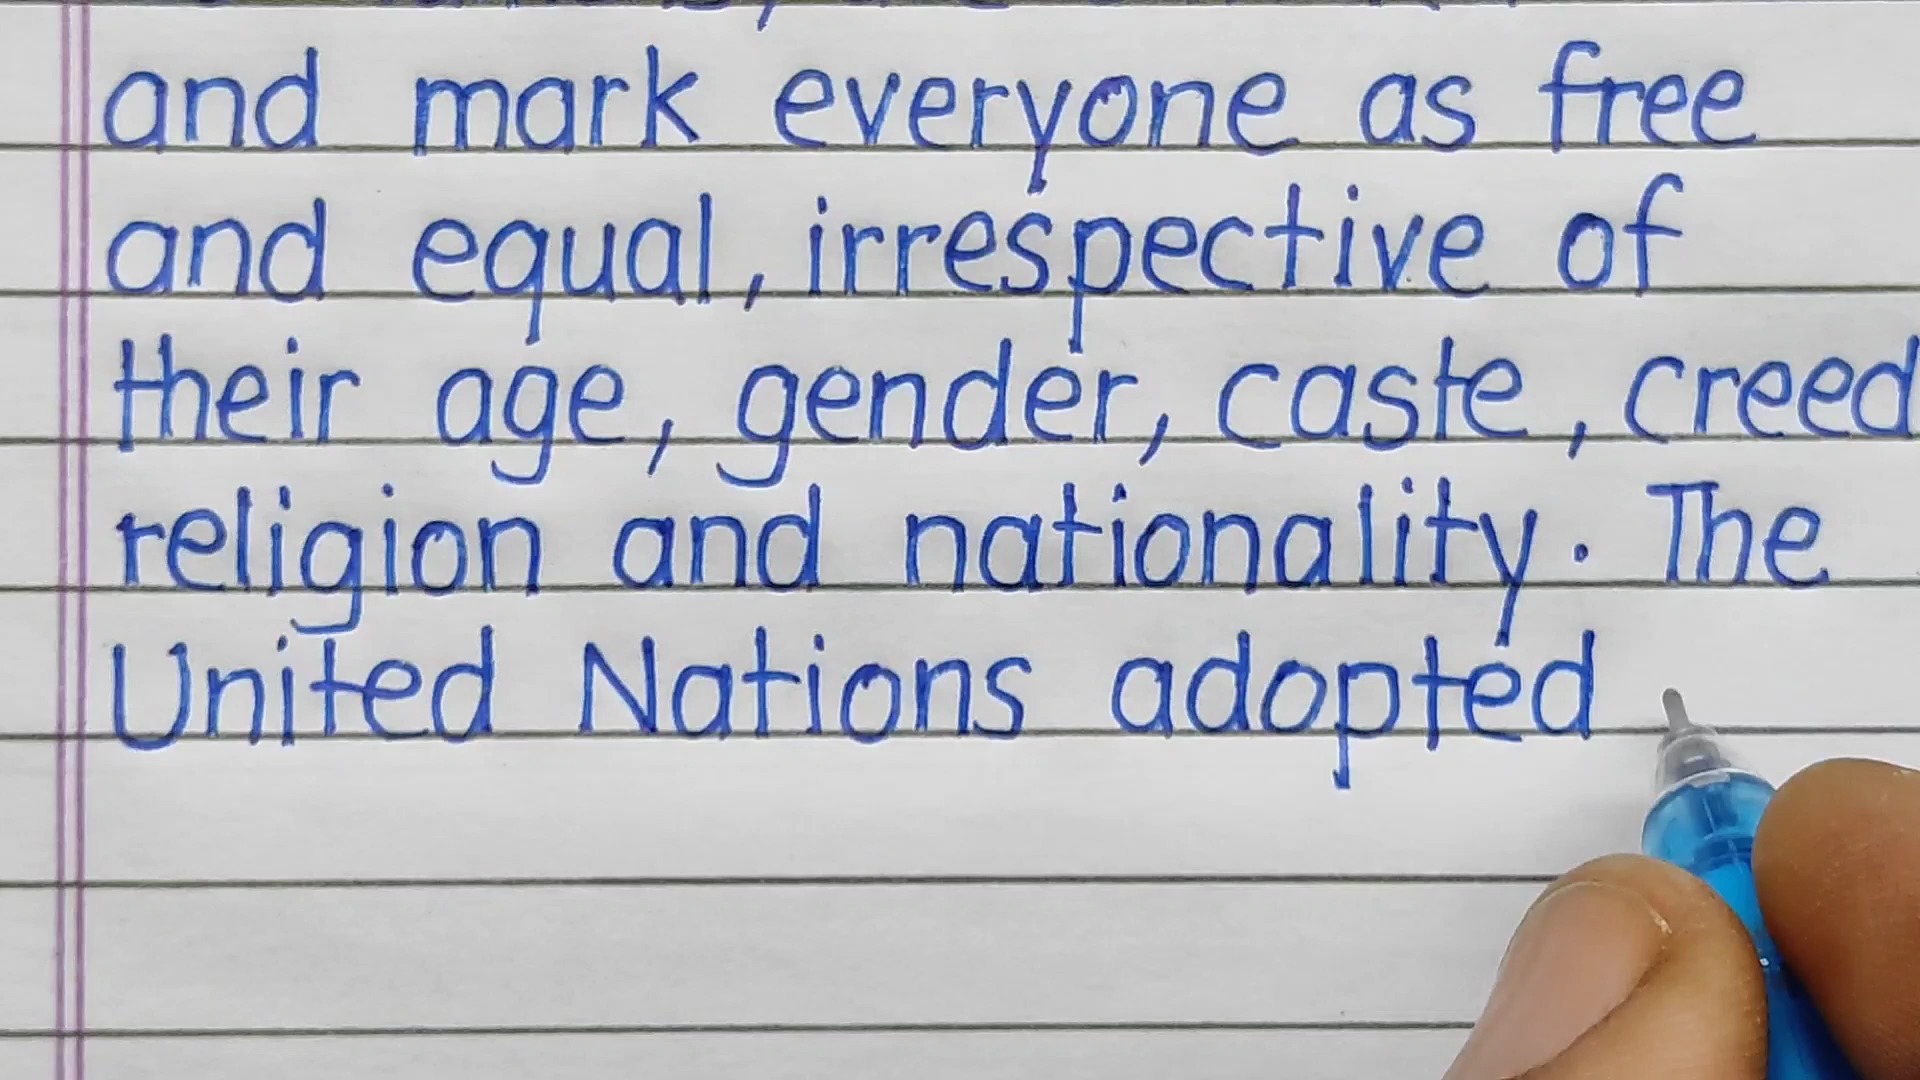 and mark everyone as free
and equal, irrespective of
their age, gender, caste, creed
religion and nationality. The
United Nations adopted